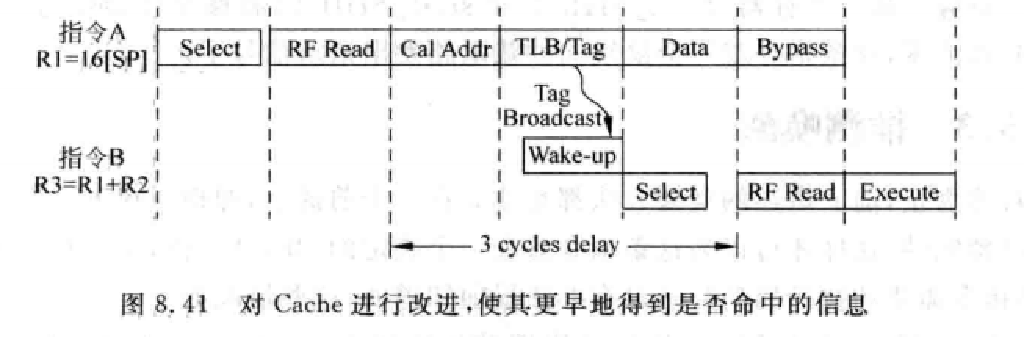 指令A
R1=16[SP]
Select RF Read Cal Addr TLB/Tag Data Bypass
Tag
Broadcast
Wake-up
指令B
R3=R1+R2
Select RF Read Execute
3 cycles delay
图 8.41 对 Cache 进行改进,使其更早地得到是否命中的信息